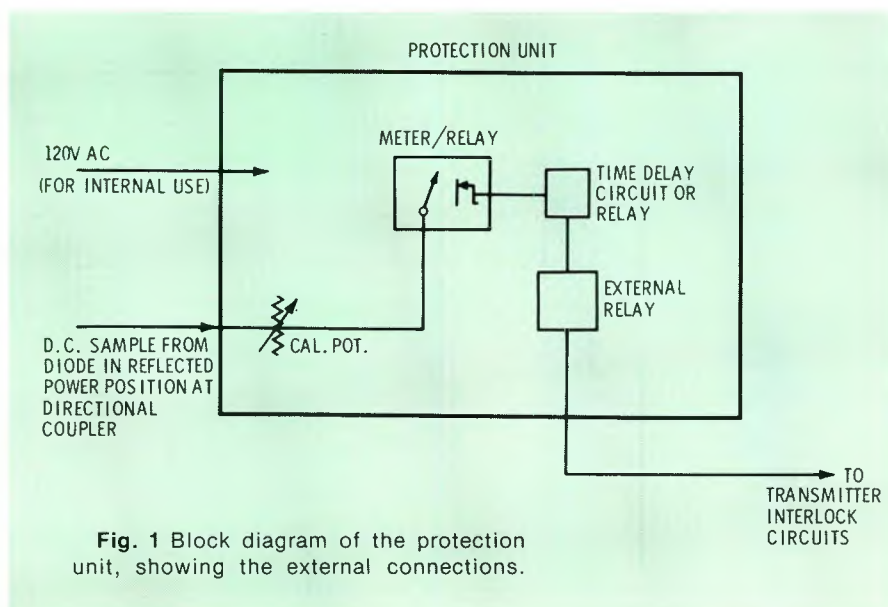 PROTECTION UNIT
120V AC
(FOR INTERNAL USE)
METER/RELAY
TIME DELAY
CIRCUIT OR
RELAY
EXTERNAL
RELAY
CAL. POT.
D.C. SAMPLE FROM
DIODE IN REFLECTED
POWER POSITION AT
DIRECTIONAL
COUPLER
TO
TRANSMITTER
INTERLOCK
CIRCUITS
Fig. 1 Block diagram of the protection
unit, showing the external connections.